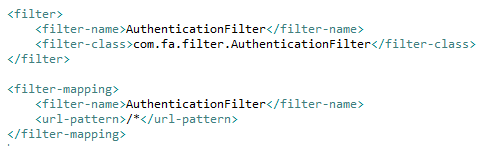 <filter>
    <filter-name>AuthenticationFilter</filter-name>
    <filter-class>com.fa.filter.AuthenticationFilter</filter-class>
</filter>

<filter-mapping>
    <filter-name>AuthenticationFilter</filter-name>
    <url-pattern>/*</url-pattern>
</filter-mapping>